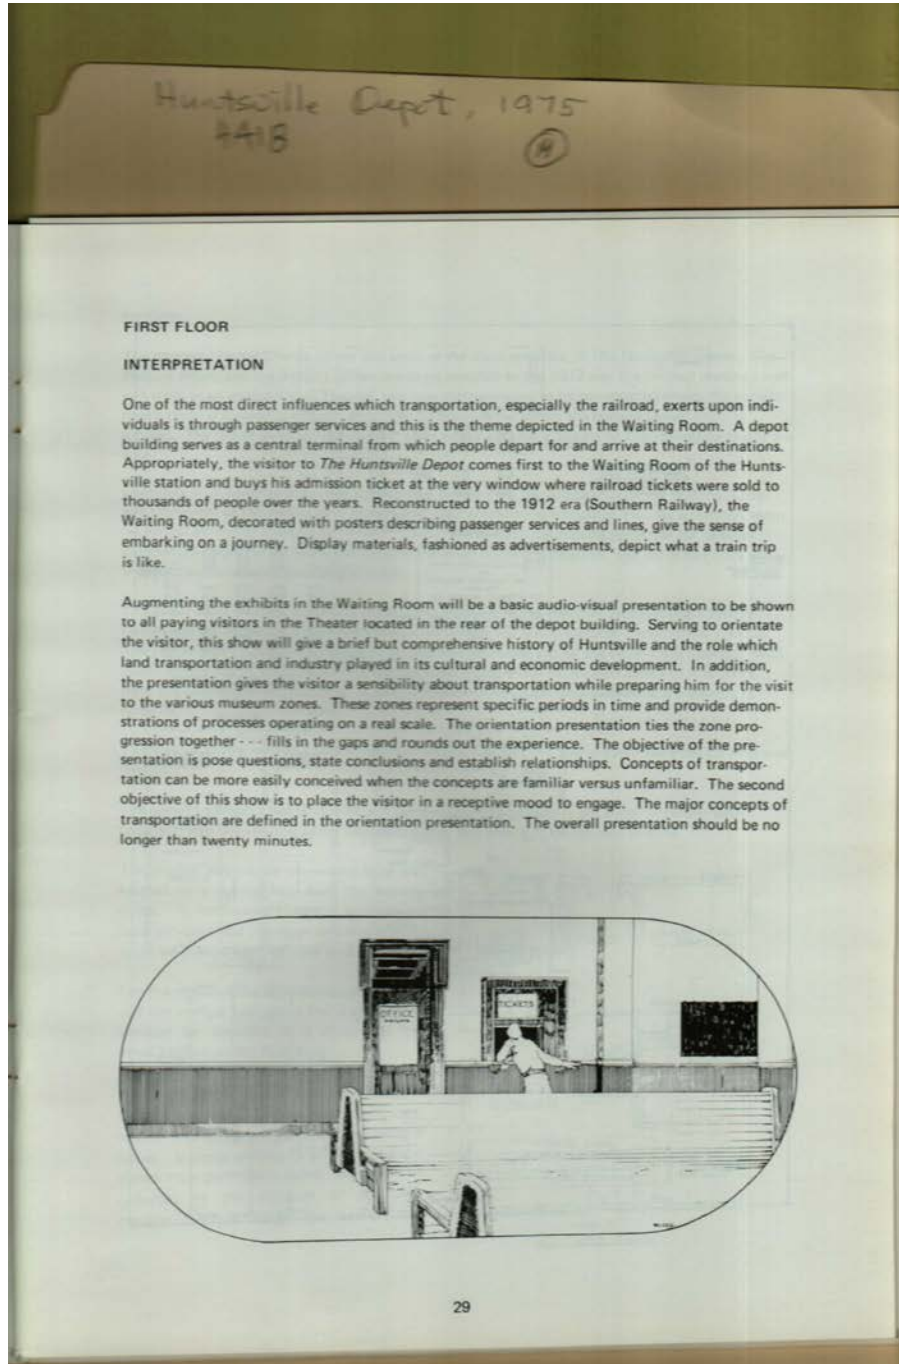 Huntsville Depot, 1975
441B
FIRST FLOOR
INTERPRETATION
One of the most direct influences which transportation, especially the railroad, exerts upon indi-
viduals is through passenger services and this is the theme depicted in the Waiting Room. A depot
building serves as a central terminal from which people depart for and arrive at their destinations.
Appropriately, the visitor to The Huntsville Depot comes first to the Waiting Room of the Hunts-
ville station and buys his admission ticket at the very window where railroad tickets were sold to
thousands of people over the years. Reconstructed to the 1912 era (Southern Railway), the
Waiting Room, decorated with posters describing passenger services and lines, give the sense of
embarking on a journey. Display materials, fashioned as advertisements, depict what a train trip
is like.
Augmenting the exhibits in the Waiting Room will be a basic audio-visual presentation to be shown
to all paying visitors in the Theater located in the rear of the depot building. Serving to orientate
the visitor, this show will give a brief but comprehensive history of Huntsville and the role which
land transportation and industry played in its cultural and economic development. In addition,
the presentation gives the visitor a sensibility about transportation while preparing him for the visit
to the various museum zones. These zones represent specific periods in time and provide demon-
strations of processes operating on a real scale. The orientation presentation ties the zone pro-
gression together - - - fills in the gaps and rounds out the experience. The objective of the pre-
sentation is pose questions, state conclusions and establish relationships. Concepts of transpor-
tation can be more easily conceived when the concepts are familiar versus unfamiliar. The second
objective of this show is to place the visitor in a receptive mood to engage. The major concepts of
transportation are defined in the orientation presentation. The overall presentation should be no
longer than twenty minutes.
TICKETS
OFFICE
29